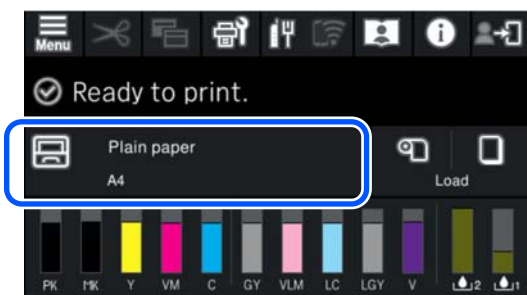 Menu
Ready to print.
Plain paper
A4
Load
PK MK Y VM C GY VLM LC LGY V 2 1